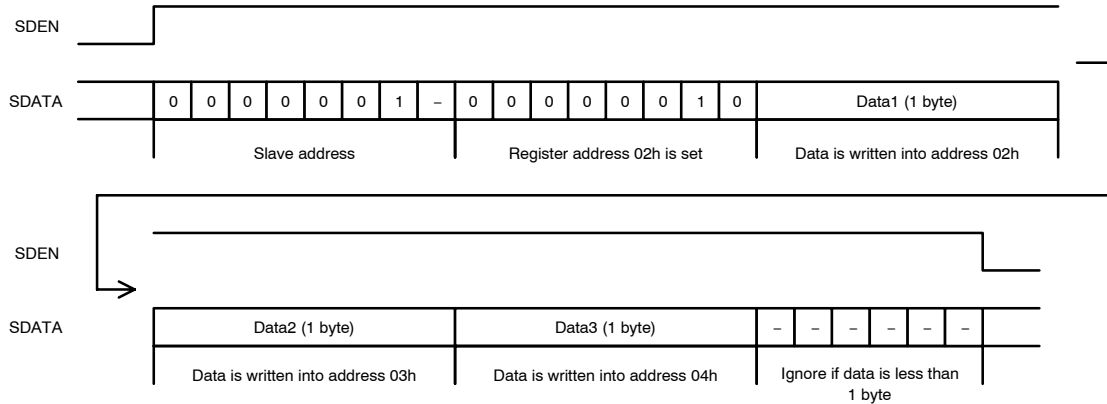 SDEN
SDATA 0 0 0 0 0 0 1 – 0 0 0 0 0 0 1 0 Data1 (1 byte)
Slave address Register address 02h is set Data is written into address 02h
SDEN
SDATA Data2 (1 byte) Data3 (1 byte) – – – – – –
Data is written into address 03h Data is written into address 04h Ignore if data is less than
1 byte